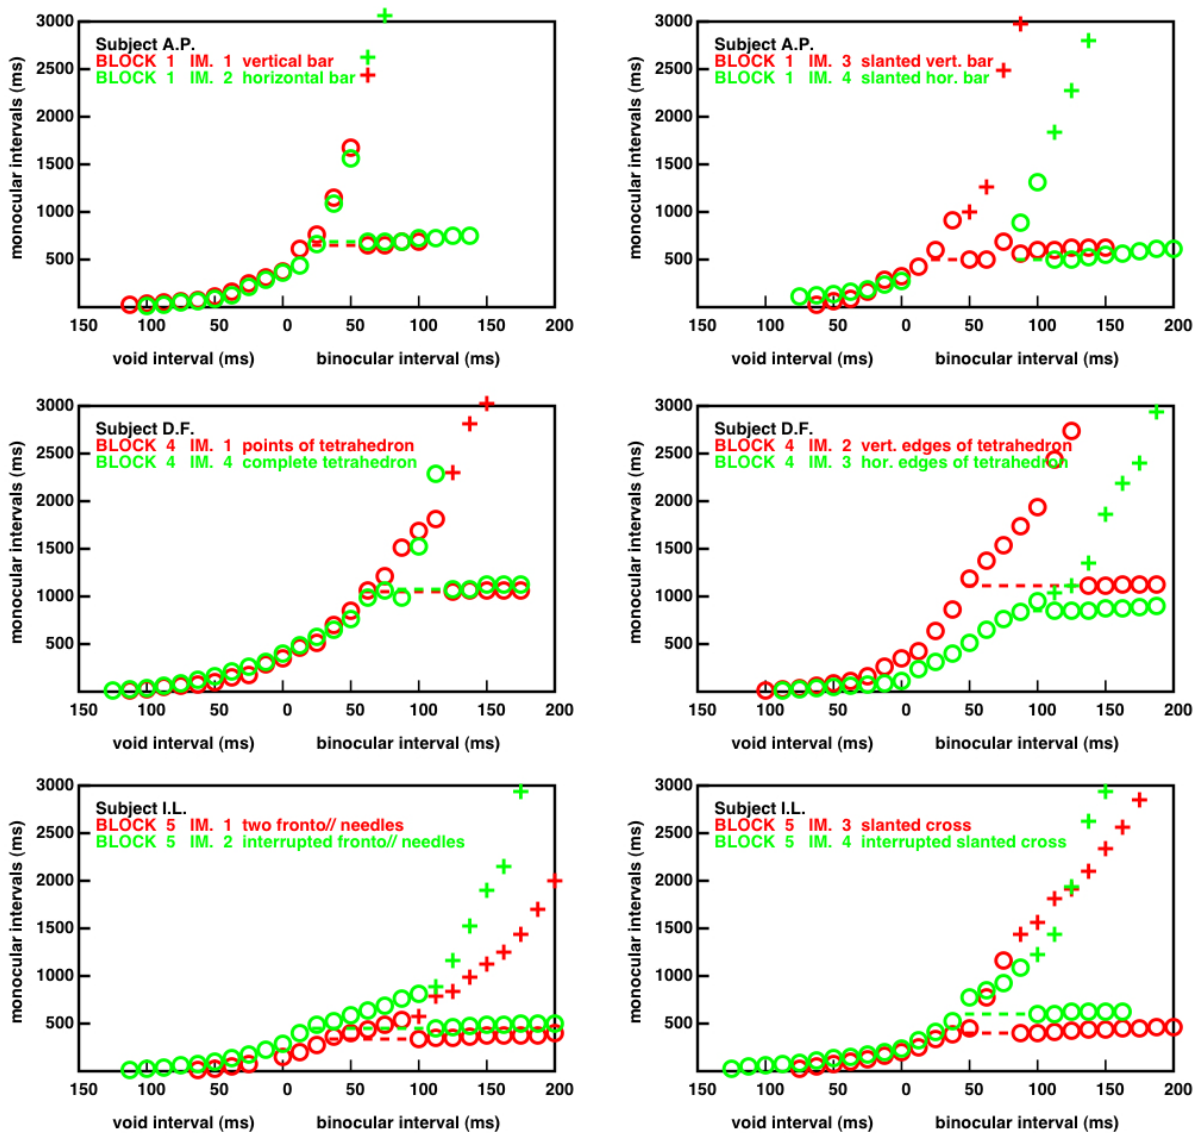 Subject A.P.
BLOCK 1 IM. 1 vertical bar
BLOCK 1 IM. 2 horizontal bar
monocular intervals (ms)
3000
2500
2000
1500
1000
500
150 100 50 0 50 100 150 200
void interval (ms) binocular interval (ms)
Subject A.P.
BLOCK 1 IM. 3 slanted vert. bar
BLOCK 1 IM. 4 slanted hor. bar
monocular intervals (ms)
3000
2500
2000
1500
1000
500
150 100 50 0 50 100 150 200
void interval (ms) binocular interval (ms)
Subject D.F.
BLOCK 4 IM. 1 points of tetrahedron
BLOCK 4 IM. 4 complete tetrahedron
monocular intervals (ms)
3000
2500
2000
1500
1000
500
150 100 50 0 50 100 150 200
void interval (ms) binocular interval (ms)
Subject D.F.
BLOCK 4 IM. 2 vert. edges of tetrahedron
BLOCK 4 IM. 3 hor. edges of tetrahedron
monocular intervals (ms)
3000
2500
2000
1500
1000
500
150 100 50 0 50 100 150 200
void interval (ms) binocular interval (ms)
Subject I.L.
BLOCK 5 IM. 1 two fronto// needles
BLOCK 5 IM. 2 interrupted fronto// needles
monocular intervals (ms)
3000
2500
2000
1500
1000
500
150 100 50 0 50 100 150 200
void interval (ms) binocular interval (ms)
Subject I.L.
BLOCK 5 IM. 3 slanted cross
BLOCK 5 IM. 4 interrupted slanted cross
monocular intervals (ms)
3000
2500
2000
1500
1000
500
150 100 50 0 50 100 150 200
void interval (ms) binocular interval (ms)